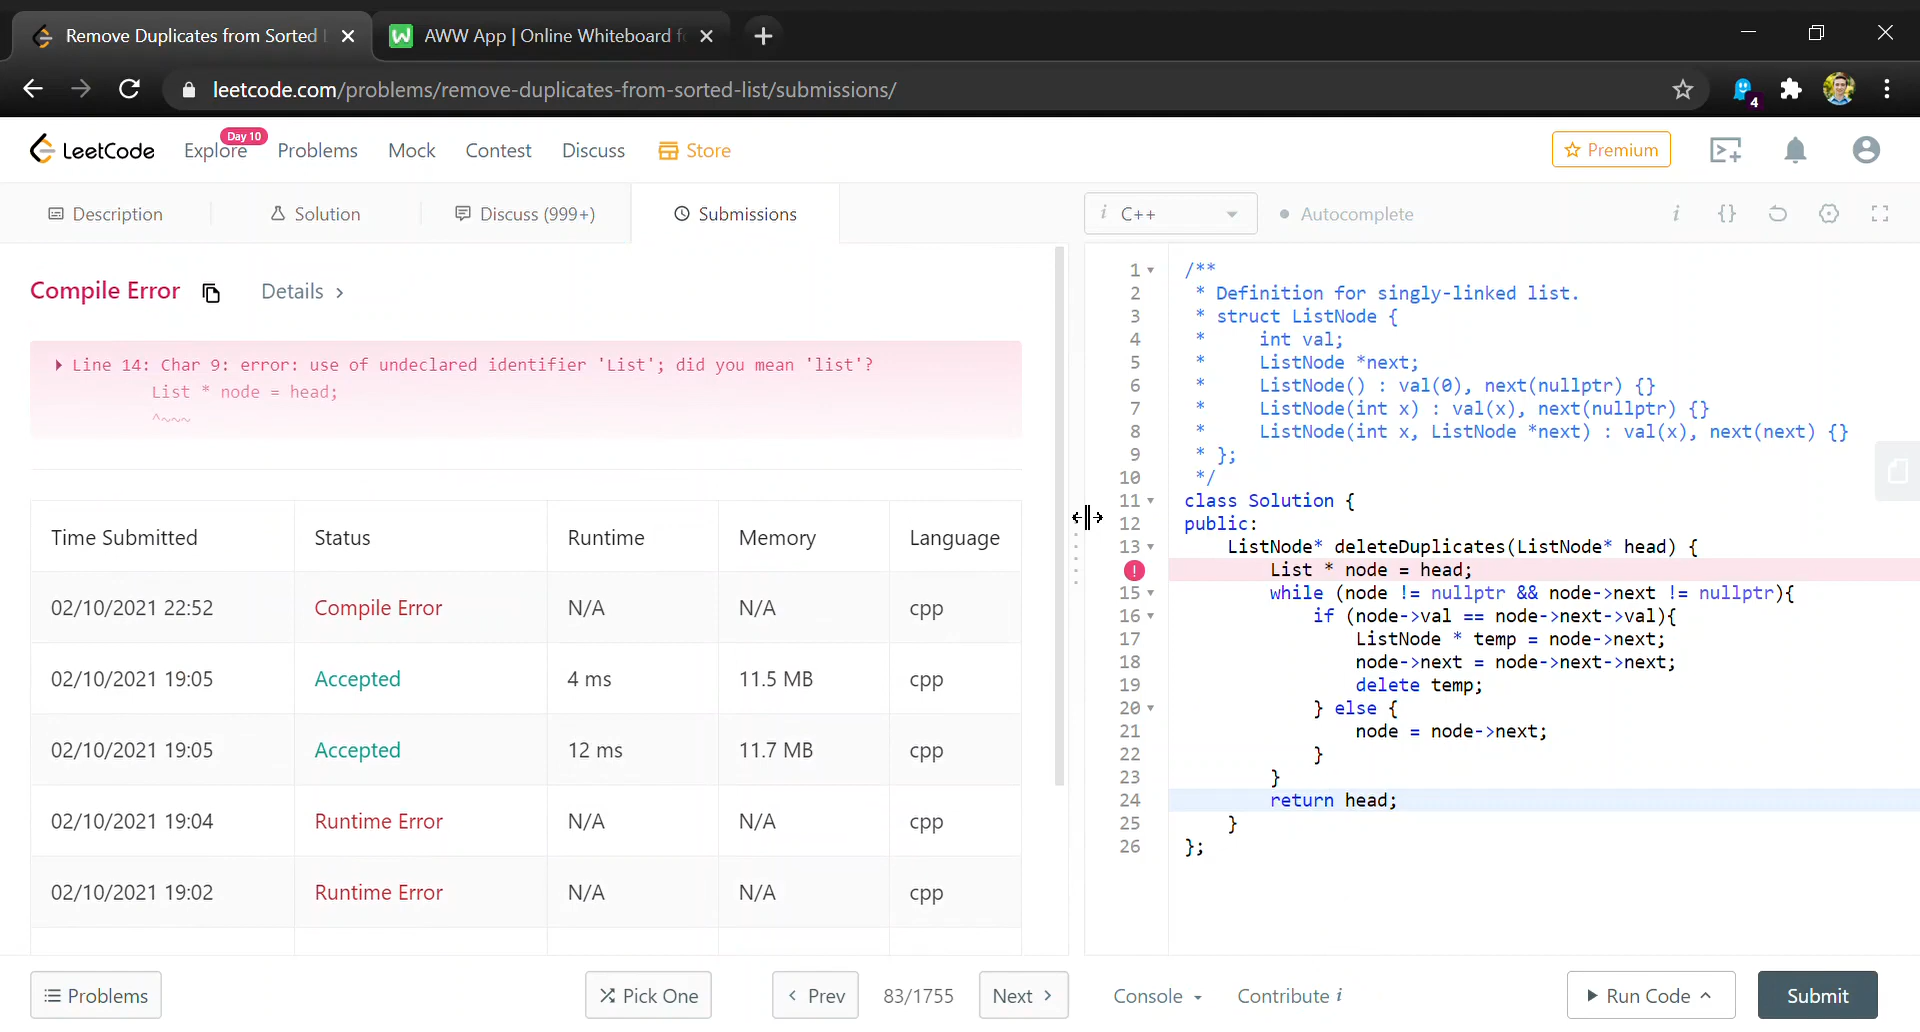 Remove Duplicates from Sorted
AWW App | Online Whiteboard f
leetcode.com/problems/remove-duplicates-from-sorted-list/submissions/
4
LeetCode
Explore
Day 10
Problems
Mock
Contest
Discuss
Store
Premium
Description
Solution
Discuss (999+)
Submissions
i C++
Autocomplete
i {}
Compile Error
Details >
Line 14: Char 9: error: use of undeclared identifier 'List'; did you mean 'list'?
List * node = head;
^~~~
Time Submitted Status Runtime Memory Language
02/10/2021 22:52 Compile Error N/A N/A cpp
02/10/2021 19:05 Accepted 4 ms 11.5 MB cpp
02/10/2021 19:05 Accepted 12 ms 11.7 MB cpp
02/10/2021 19:04 Runtime Error N/A N/A cpp
02/10/2021 19:02 Runtime Error N/A N/A cpp
1 /**
2 * Definition for singly-linked list.
3 * struct ListNode {
4 * int val;
5 * ListNode *next;
6 * ListNode() : val(0), next(nullptr) {}
7 * ListNode(int x) : val(x), next(nullptr) {}
8 * ListNode(int x, ListNode *next) : val(x), next(next) {}
9 * };
10 */
11 class Solution {
12 public:
13 ListNode* deleteDuplicates(ListNode* head) {
! List * node = head;
15 while (node != nullptr && node->next != nullptr){
16 if (node->val == node->next->val){
17 ListNode * temp = node->next;
18 node->next = node->next->next;
19 delete temp;
20 } else {
21 node = node->next;
22 }
23 }
24 return head;
25 }
26 };
Problems
Pick One
< Prev
83/1755
Next >
Console
Contribute i
Run Code
Submit